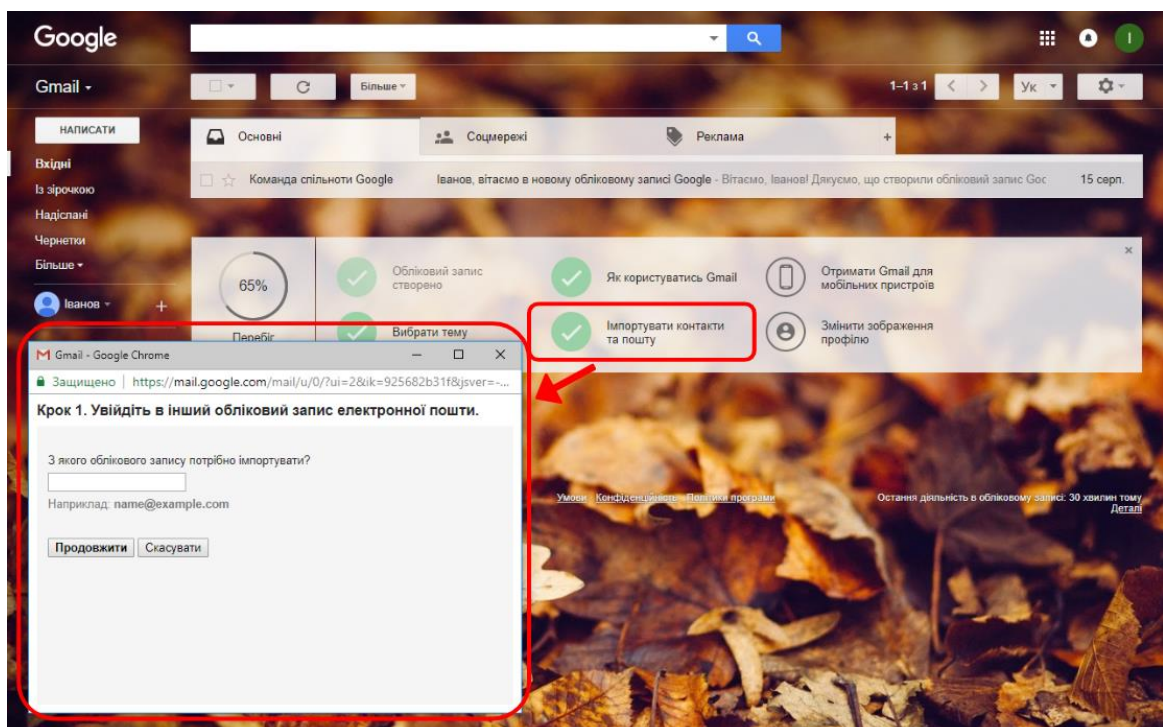 Google
Gmail
Більше
1–1 з 1
Ук
НАПИСАТИ
Основні
Соцмережі
Реклама
+
Вхідні
Із зірочкою
Надіслані
Чернетки
Більше
Іванов
+
Команда спільноти Google
Іванов, вітаємо в новому обліковому записі Google - Вітаємо, Іванов! Дякуємо, що створили обліковий запис Goo
15 серп.
65%
Перебіг
Обліковий запис
створено
Як користуватись Gmail
Отримати Gmail для
мобільних пристроїв
Вибрати тему
Імпортувати контакти
та пошту
Змінити зображення
профілю
Gmail - Google Chrome
Защищено | https://mail.google.com/mail/u/0/?ui=2&ik=925682b31f&jsver=-...
Крок 1. Увійдіть в інший обліковий запис електронної пошти.
З якого облікового запису потрібно імпортувати?
Наприклад: name@example.com
Продовжити Скасувати
Умови - Конфіденційність - Політики програми
Остання діяльність в обліковому записі: 30 хвилин тому
Деталі
І